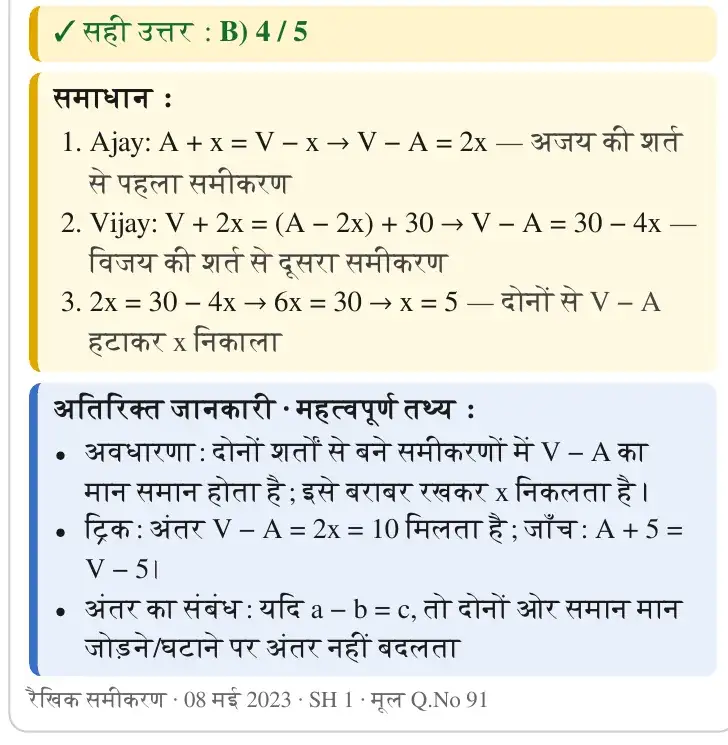 ✓ सही उत्तर : B) 4 / 5
समाधान :
1. Ajay: A + x = V − x → V − A = 2x — अजय की शर्त
से पहला समीकरण
2. Vijay: V + 2x = (A − 2x) + 30 → V − A = 30 − 4x —
विजय की शर्त से दूसरा समीकरण
3. 2x = 30 − 4x → 6x = 30 → x = 5 — दोनों से V − A
हटाकर x निकाला
अतिरिक्त जानकारी · महत्वपूर्ण तथ्य :
• अवधारणा : दोनों शर्तों से बने समीकरणों में V − A का
मान समान होता है ; इसे बराबर रखकर x निकलता है।
• ट्रिक : अंतर V − A = 2x = 10 मिलता है ; जाँच : A + 5 =
V − 5।
• अंतर का संबंध : यदि a − b = c, तो दोनों ओर समान मान
जोड़ने/घटाने पर अंतर नहीं बदलता
रैखिक समीकरण · 08 मई 2023 · SH 1 · मूल Q.No 91